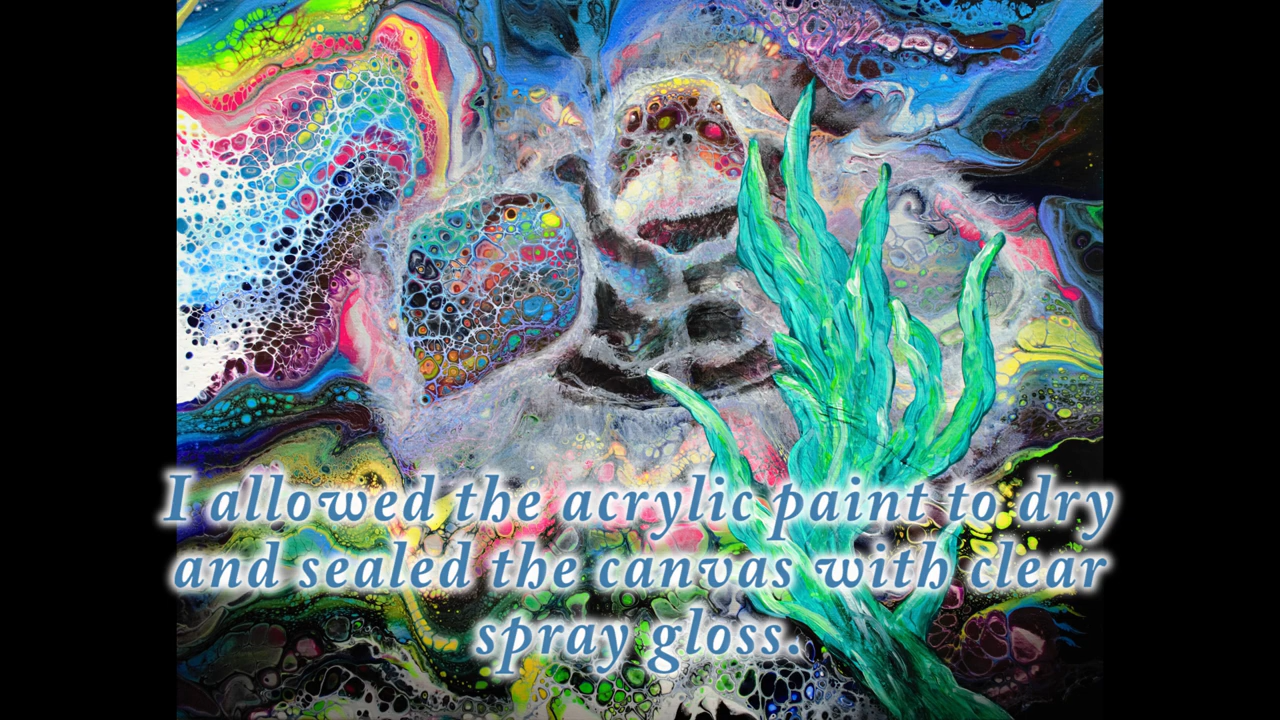 I allowed the acrylic paint to dry
and sealed the canvas with clear
spray gloss.